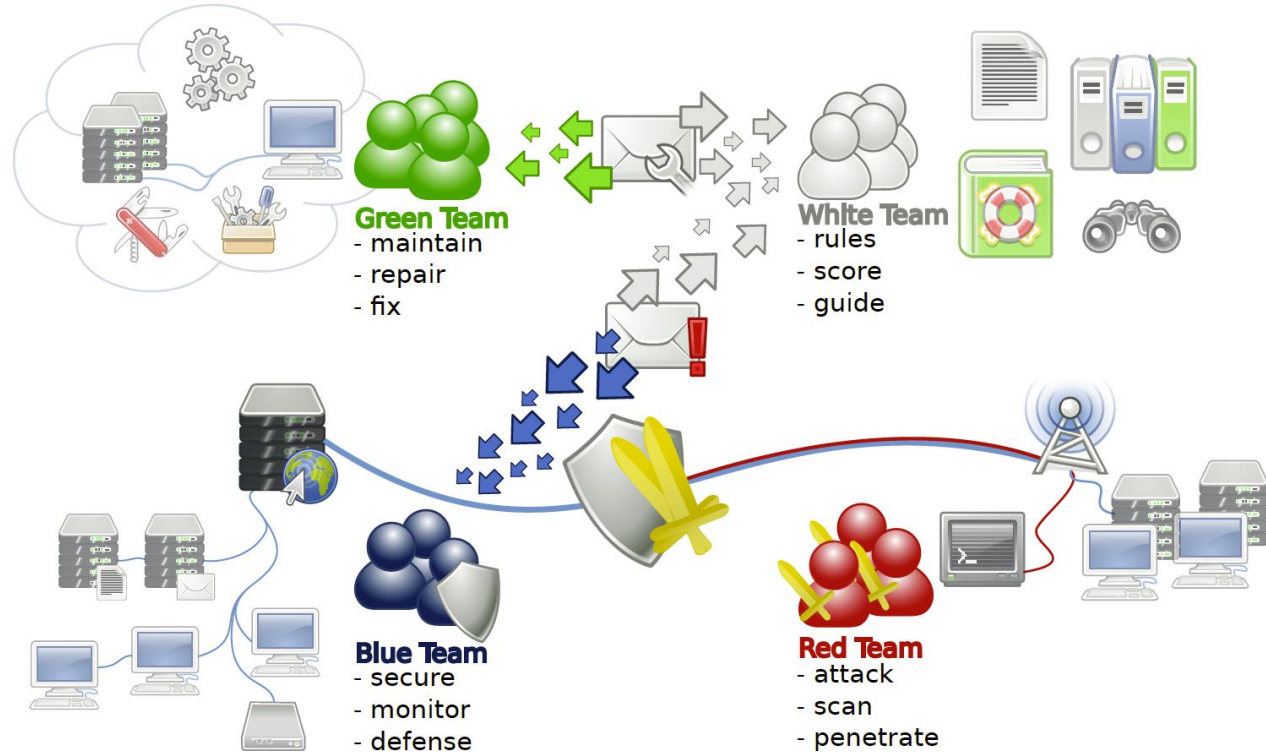 Green Team
- maintain
- repair
- fix
White Team
- rules
- score
- guide
Blue Team
- secure
- monitor
- defense
Red Team
- attack
- scan
- penetrate